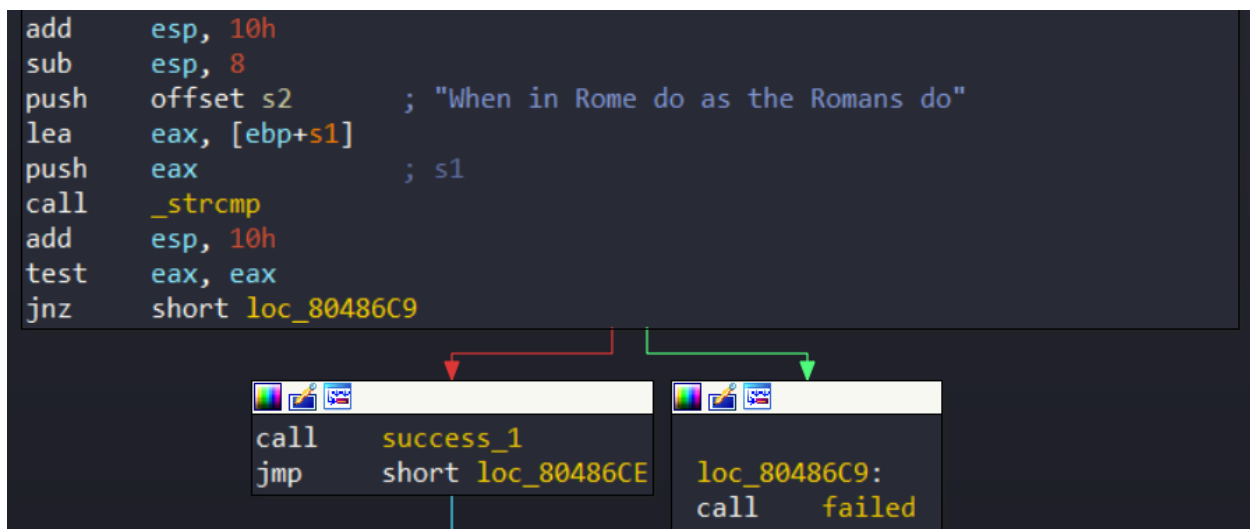 add esp, 10h
sub esp, 8
push offset s2 ; "When in Rome do as the Romans do"
lea eax, [ebp+s1]
push eax ; s1
call _strcmp
add esp, 10h
test eax, eax
jnz short loc_80486C9
call success_1
jmp short loc_80486CE
loc_80486C9:
call failed